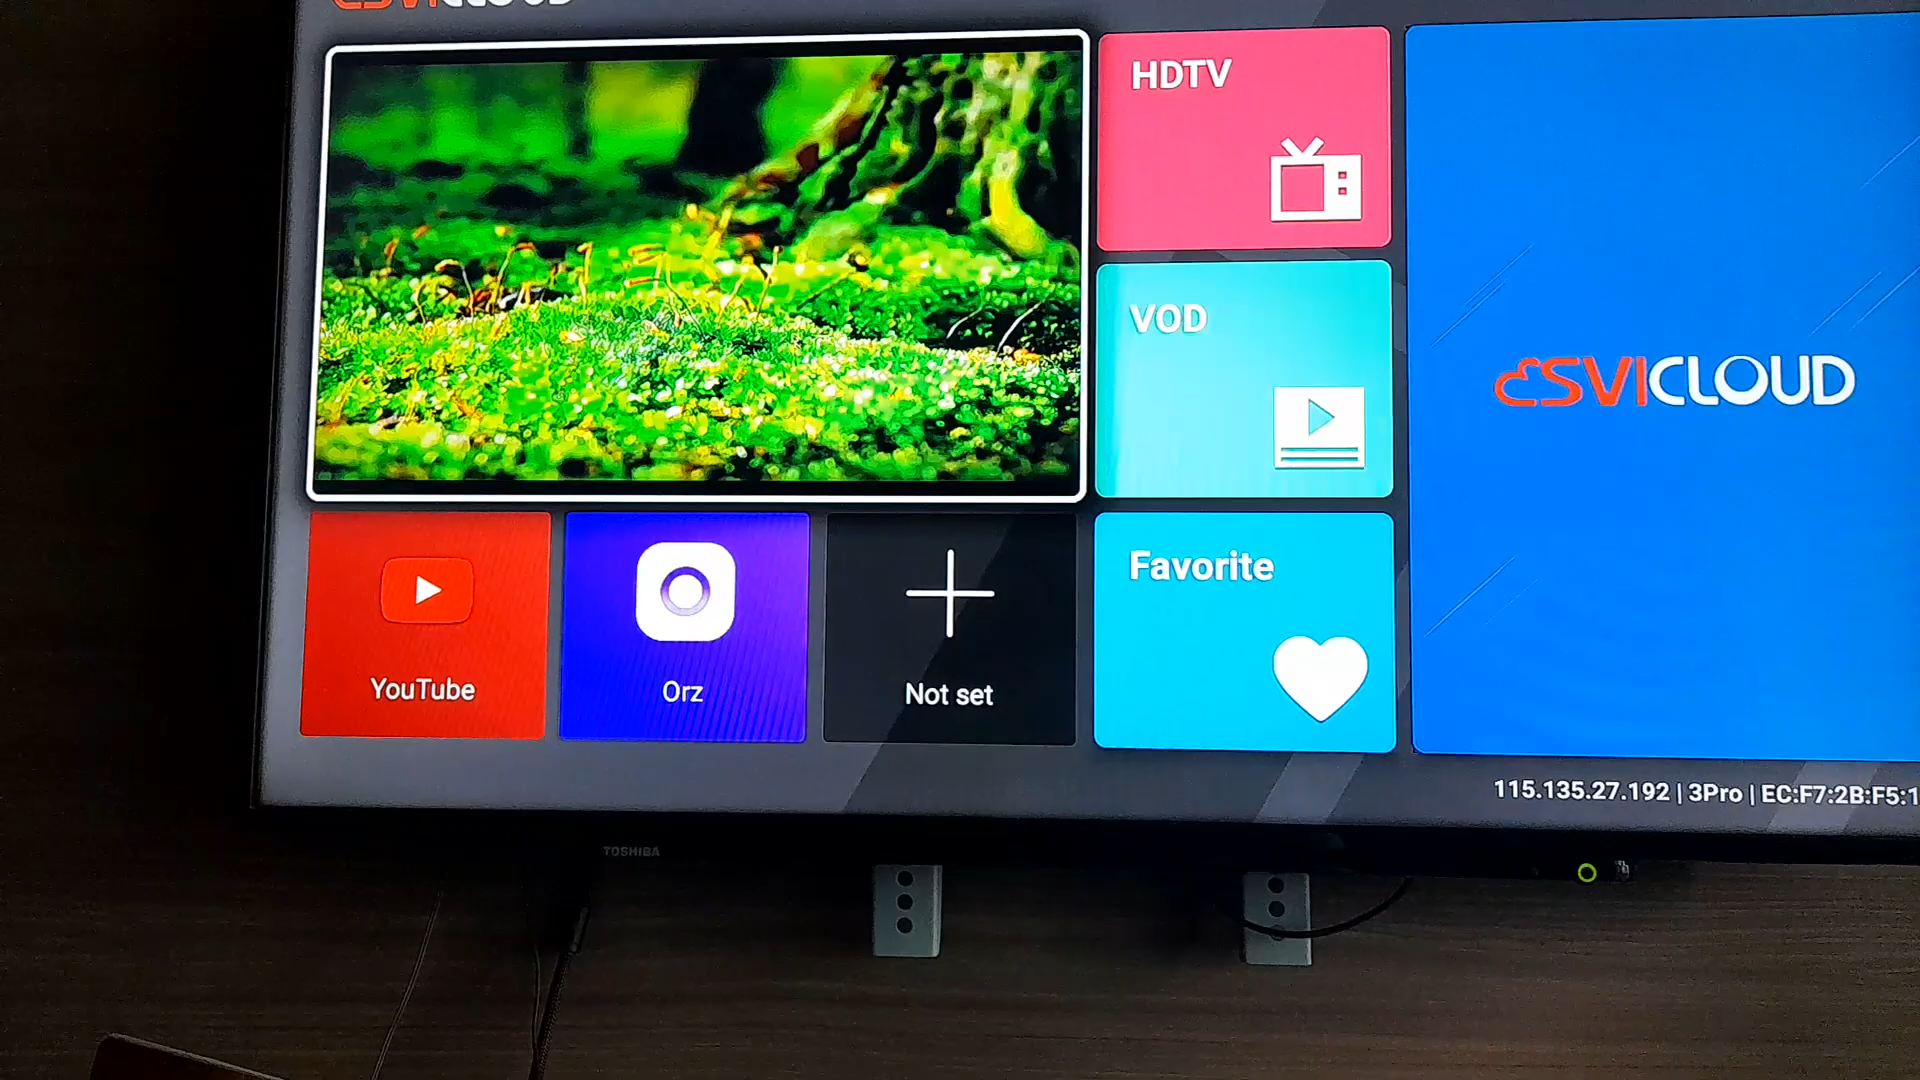 SVICLOUD
HDTV
VOD
SVICLOUD
YouTube
Orz
Not set
Favorite
115.135.27.192 | 3Pro | EC:F7:2B:F5:1
TOSHIBA